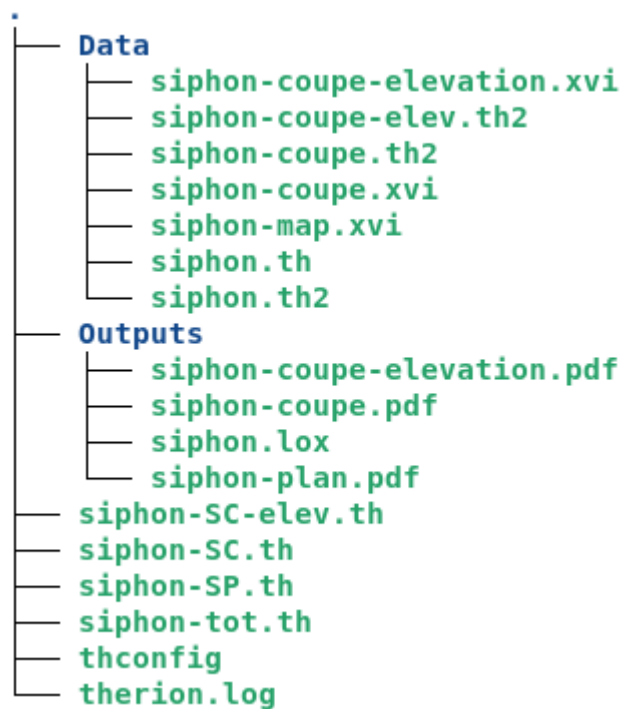 .
Data
siphon-coupe-elevation.xvi
siphon-coupe-elev.th2
siphon-coupe.th2
siphon-coupe.xvi
siphon-map.xvi
siphon.th
siphon.th2
Outputs
siphon-coupe-elevation.pdf
siphon-coupe.pdf
siphon.lox
siphon-plan.pdf
siphon-SC-elev.th
siphon-SC.th
siphon-SP.th
siphon-tot.th
thconfig
therion.log